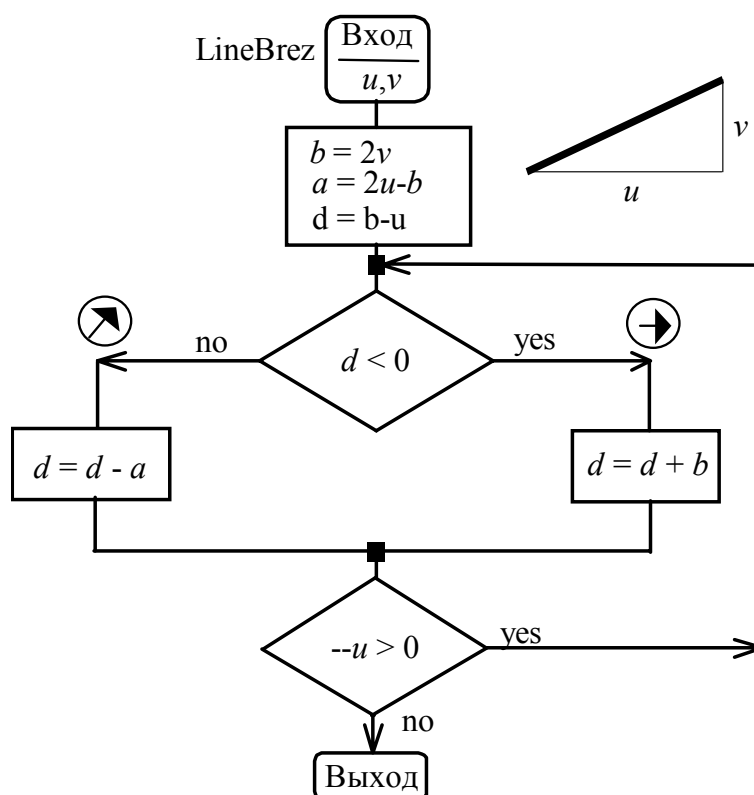 LineBrez
Вход
u,v
b = 2v
a = 2u-b
d = b-u
v
u
no
d < 0
yes
d = d - a
d = d + b
--u > 0
yes
no
Выход